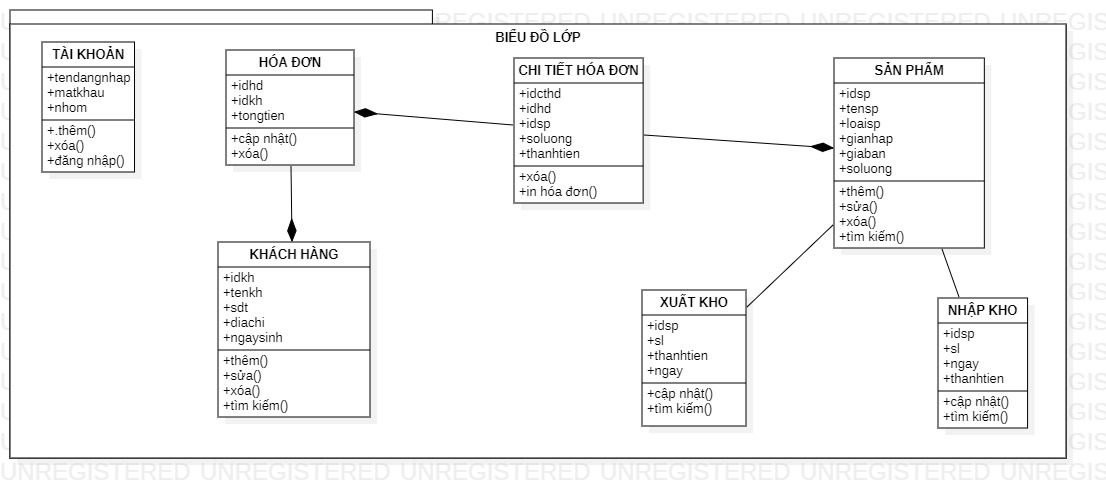 BIỂU ĐỒ LỚP
TÀI KHOẢN
+tendangnhap
+matkhau
+nhom
+.thêm()
+xóa()
+đăng nhập()
HÓA ĐƠN
+idhd
+idkh
+tongtien
+cập nhật()
+xóa()
CHI TIẾT HÓA ĐƠN
+idcthd
+idhd
+idsp
+soluong
+thanhtien
+xóa()
+in hóa đơn()
SẢN PHẨM
+idsp
+tensp
+loaisp
+gianhap
+giaban
+soluong
+thêm()
+sửa()
+xóa()
+tìm kiếm()
KHÁCH HÀNG
+idkh
+tenkh
+sdt
+diachi
+ngaysinh
+thêm()
+sửa()
+xóa()
+tìm kiếm()
XUẤT KHO
+idsp
+sl
+thanhtien
+ngay
+cập nhật()
+tìm kiếm()
NHẬP KHO
+idsp
+sl
+ngay
+thanhtien
+cập nhật()
+tìm kiếm()
UNREGISTERED UNREGISTERED UNREGISTERED UNREGISTERED UNREGISTERED UNREGIS